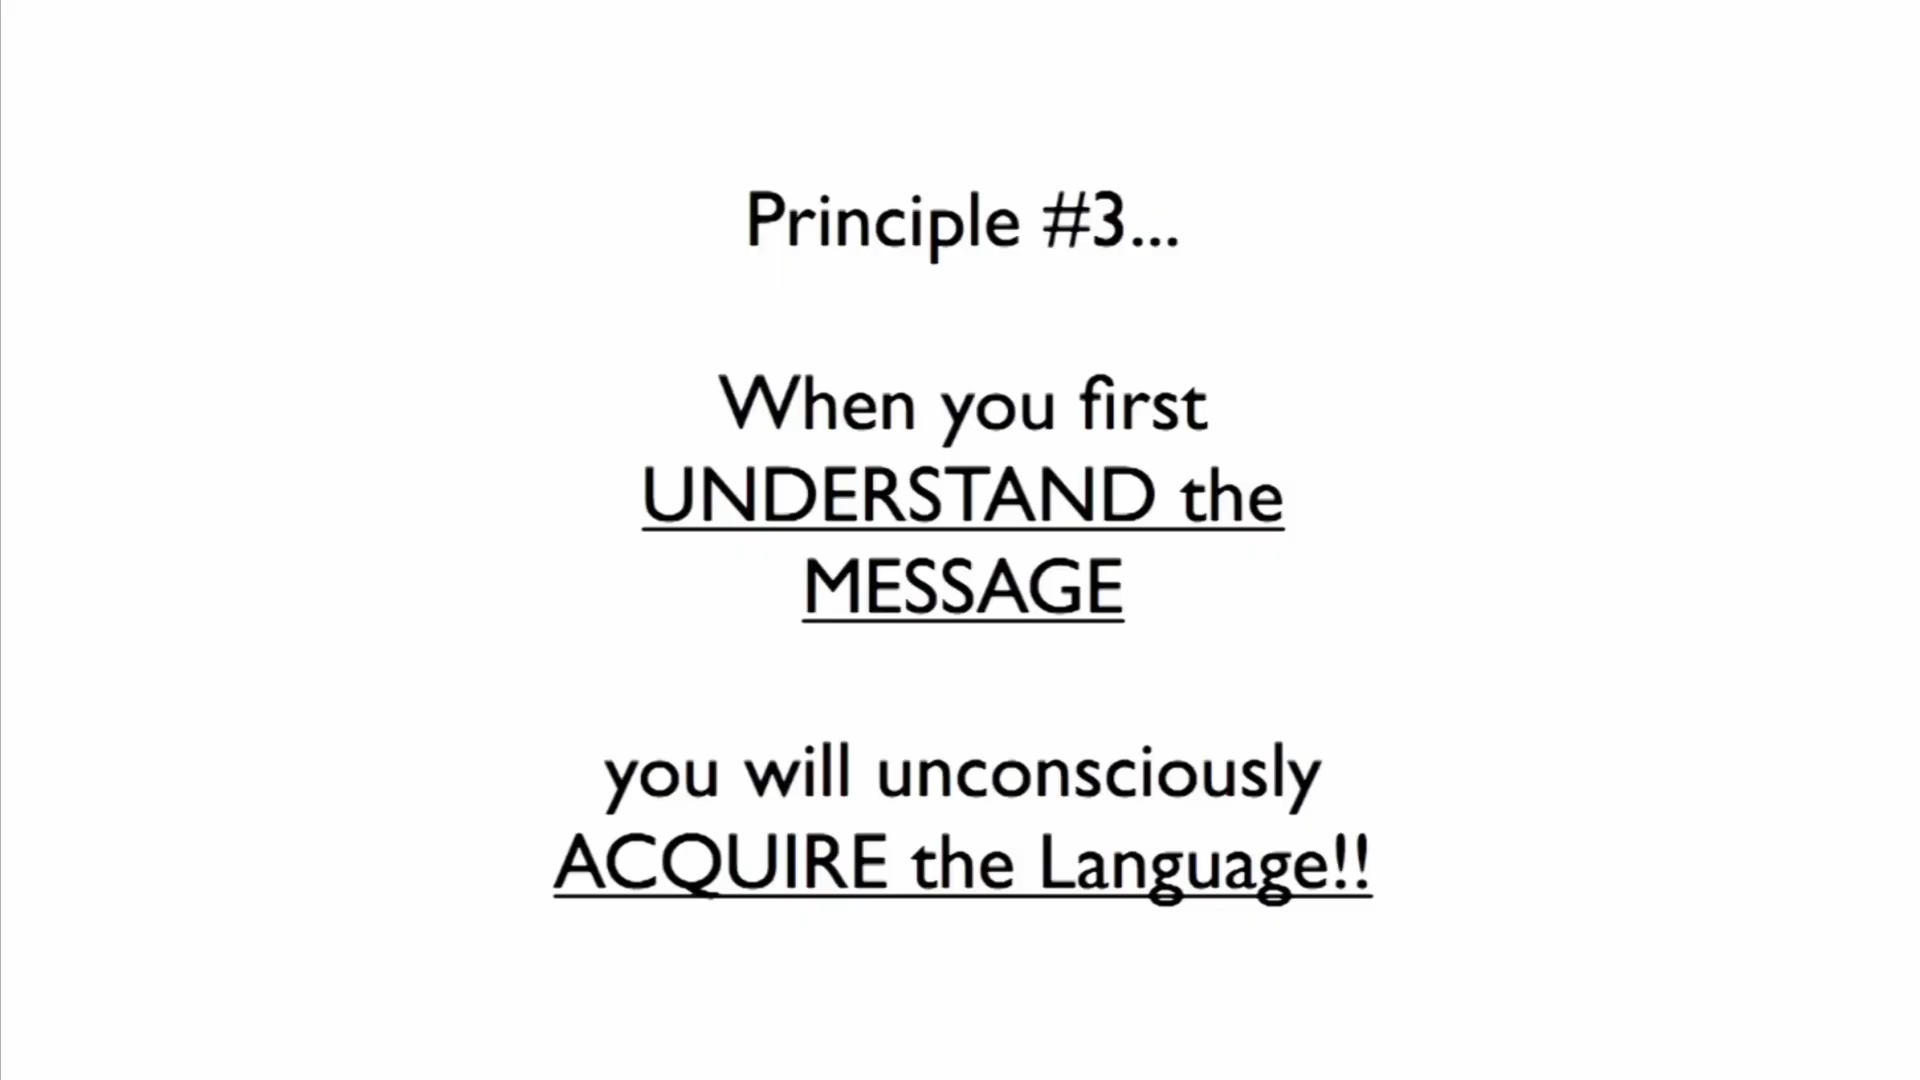 Principle #3...
When you first
UNDERSTAND the
MESSAGE
you will unconsciously
ACQUIRE the Language!!